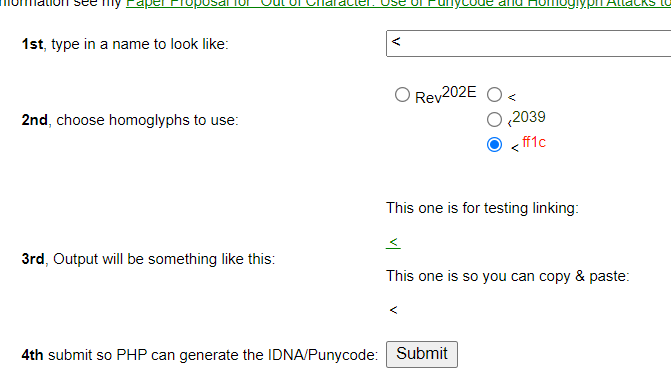 information see my Paper Proposal for "Out of Character: Use of Punycode and Homoglyph Attacks to
1st, type in a name to look like:
<
Rev202E <
‹2039
＜ff1c
2nd, choose homoglyphs to use:
This one is for testing linking:
＜
3rd, Output will be something like this:
This one is so you can copy & paste:
＜
4th submit so PHP can generate the IDNA/Punycode: Submit